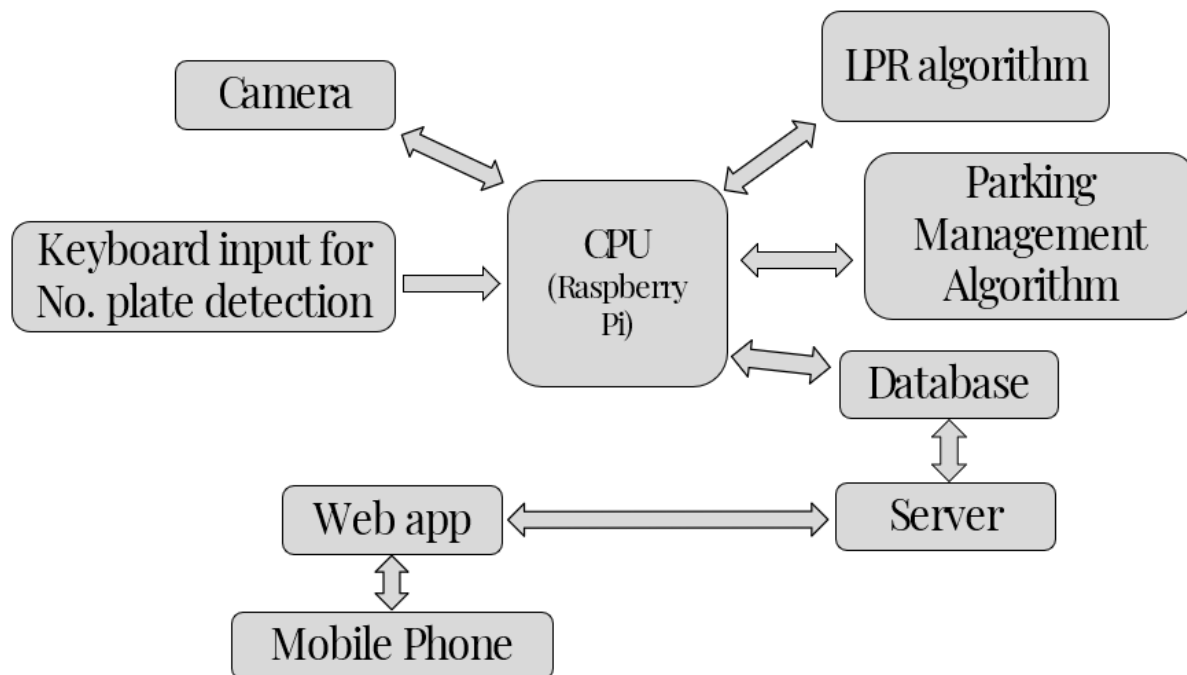 Camera
LPR algorithm
Keyboard input for
No. plate detection
CPU
(Raspberry
Pi)
Parking
Management
Algorithm
Database
Server
Web app
Mobile Phone